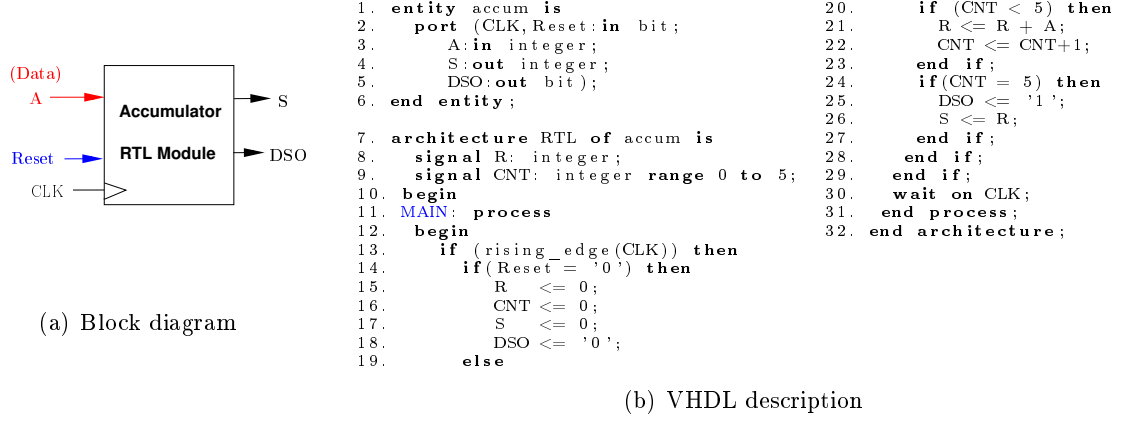 (Data)
A
Reset
CLK
Accumulator
RTL Module
S
DSO
(a) Block diagram
1. entity accum is
2. port (CLK,Reset:in bit;
3. A:in integer;
4. S:out integer;
5. DSO:out bit);
6. end entity;
7. architecture RTL of accum is
8. signal R: integer;
9. signal CNT: integer range 0 to 5;
10. begin
11. MAIN: process
12. begin
13. if (rising_edge(CLK)) then
14. if(Reset = '0') then
15. R <= 0;
16. CNT <= 0;
17. S <= 0;
18. DSO <= '0';
19. else
20. if (CNT < 5) then
21. R <= R + A;
22. CNT <= CNT+1;
23. end if;
24. if(CNT = 5) then
25. DSO <= '1';
26. S <= R;
27. end if;
28. end if;
29. end if;
30. wait on CLK;
31. end process;
32. end architecture;
(b) VHDL description